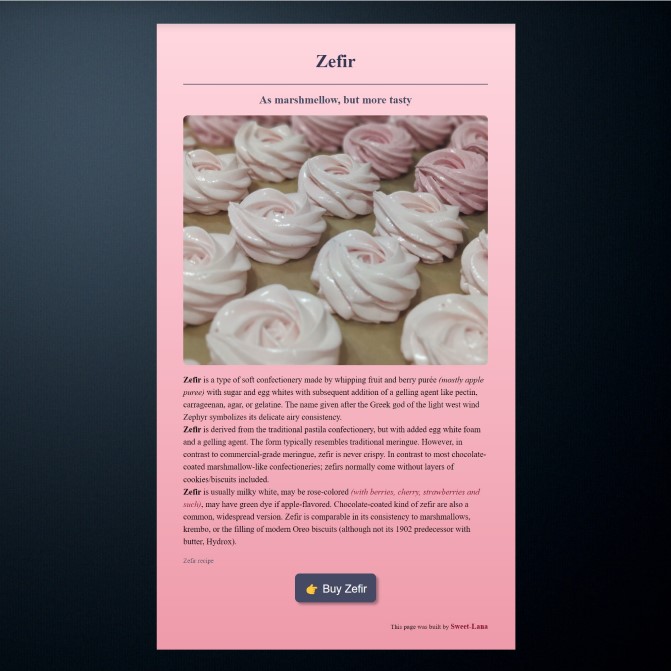 Zefir
As marshmellow, but more tasty
Zefir is a type of soft confectionery made by whipping fruit and berry purée (mostly apple
puree) with sugar and egg whites with subsequent addition of a gelling agent like pectin,
carrageenan, agar, or gelatine. The name given after the Greek god of the light west wind
Zephyr symbolizes its delicate airy consistency.
Zefir is derived from the traditional pastila confectionery, but with added egg white foam
and a gelling agent. The form typically resembles traditional meringue. However, in
contrast to commercial-grade meringue, zefir is never crispy. In contrast to most chocolate-
coated marshmallow-like confectioneries; zefirs normally come without layers of
cookies/biscuits included.
Zefir is usually milky white, may be rose-colored (with berries, cherry, strawberries and
such), may have green dye if apple-flavored. Chocolate-coated kind of zefir are also a
common, widespread version. Zefir is comparable in its consistency to marshmallows,
krembo, or the filling of modern Oreo biscuits (although not its 1902 predecessor with
butter, Hydrox).
Zefir recipe
👉 Buy Zefir
This page was built by Sweet-Lana